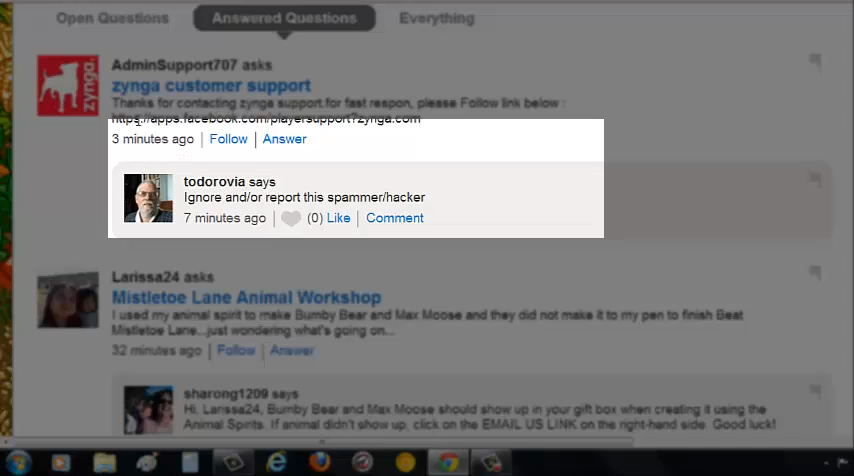 Open Questions
Answered Questions
Everything
AdminSupport707 asks
zynga customer support
Thanks for contacting zynga support.for fast respon, please Follow link below :
https://apps.facebook.com/playersupport?zynga.com
3 minutes ago | Follow | Answer
todorovia says
Ignore and/or report this spammer/hacker
7 minutes ago | (0) Like | Comment
Larissa24 asks
Mistletoe Lane Animal Workshop
I used my animal spirit to make Bumby Bear and Max Moose and they did not make it to my pen to finish Beat
Mistletoe Lane...just wondering what's going on...
32 minutes ago | Follow | Answer
sharong1209 says
Hi, Larissa24, Bumby Bear and Max Moose should show up in your gift box when creating it using the
Animal Spirits. If animal didn't show up, click on the EMAIL US LINK on the right-hand side. Good luck!
zynga